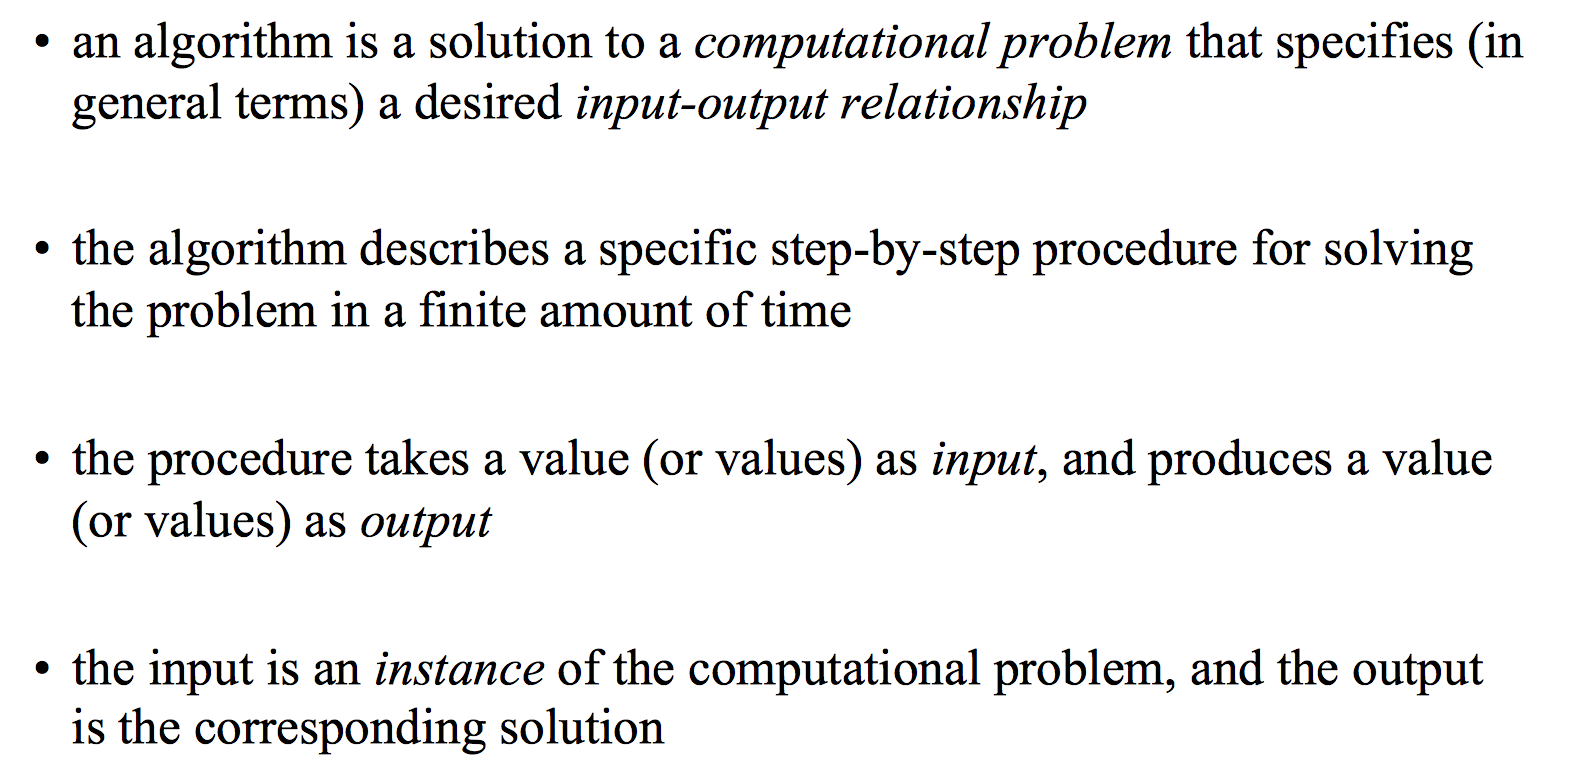 • an algorithm is a solution to a computational problem that specifies (in
general terms) a desired input-output relationship
• the algorithm describes a specific step-by-step procedure for solving
the problem in a finite amount of time
• the procedure takes a value (or values) as input, and produces a value
(or values) as output
• the input is an instance of the computational problem, and the output
is the corresponding solution